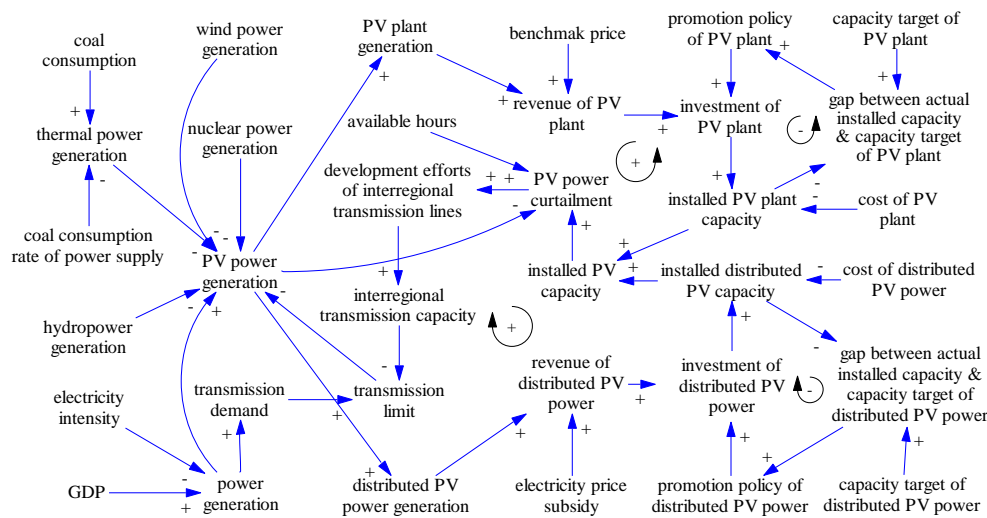 coal
consumption
wind power
generation
PV plant
generation
benchmak price
promotion policy
of PV plant
capacity target of
PV plant
+
+
+
+
+
+
+
thermal power
generation
nuclear power
generation
available hours
revenue of PV
plant
+
investment of
PV plant
-
gap between actual
installed capacity
& capacity target
of PV plant
-
development efforts
of interregional
transmission lines
+
+
+
PV power
curtailment
-
+
-
-
installed PV plant
capacity
-
cost of PV
plant
coal consumption
rate of power supply
-
-
-
PV power
generation
+
+
+
installed PV
capacity
installed distributed
PV capacity
-
cost of distributed
PV power
-
-
+
+
interregional
transmission capacity
+
+
hydropower
generation
-
-
gap between actual
installed capacity &
capacity target of
distributed PV power
electricity
intensity
transmission
demand
+
transmission
limit
revenue of
distributed PV
power
+
investment of
distributed PV
power
-
+
+
+
+
+
+
GDP
-
+
power
generation
+
distributed PV
power generation
electricity price
subsidy
promotion policy of
distributed PV power
capacity target of
distributed PV power